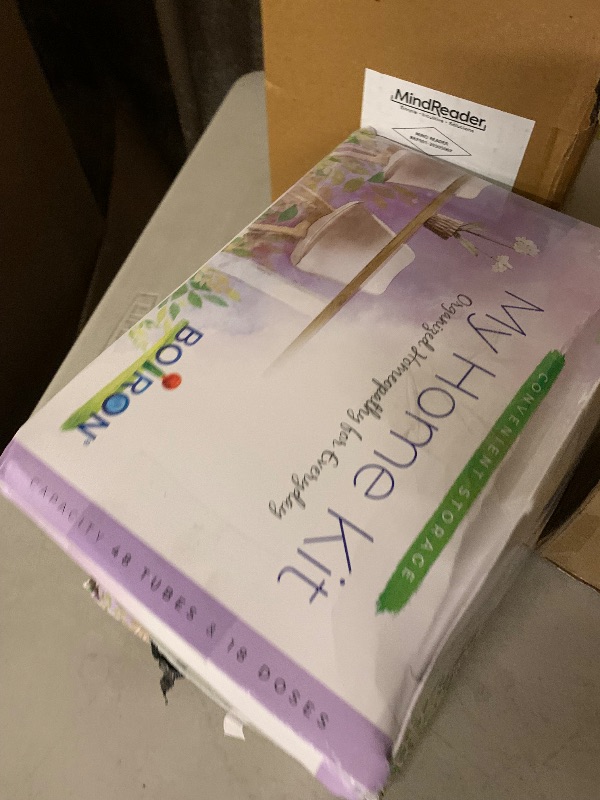 MindReader
My Home Kit
Organized Homeopathy for Everyday
CONVENIENT STORAGE
BOIRON®
CAPACITY 48 TUBES & 18 DOSES